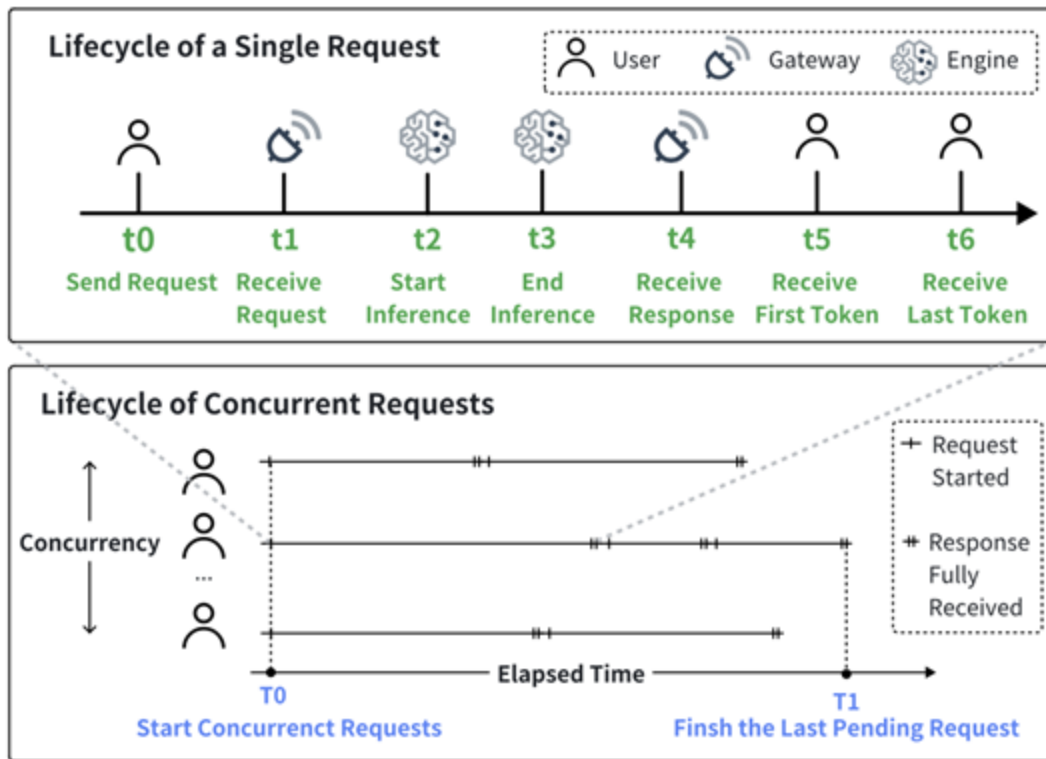 Lifecycle of a Single Request
User
Gateway
Engine
t0
t1
t2
t3
t4
t5
t6
Send Request
Receive
Request
Start
Inference
End
Inference
Receive
Response
Receive
First Token
Receive
Last Token
Lifecycle of Concurrent Requests
Concurrency
...
Request
Started
Response
Fully
Received
Elapsed Time
T0
T1
Start Concurrenct Requests
Finsh the Last Pending Request